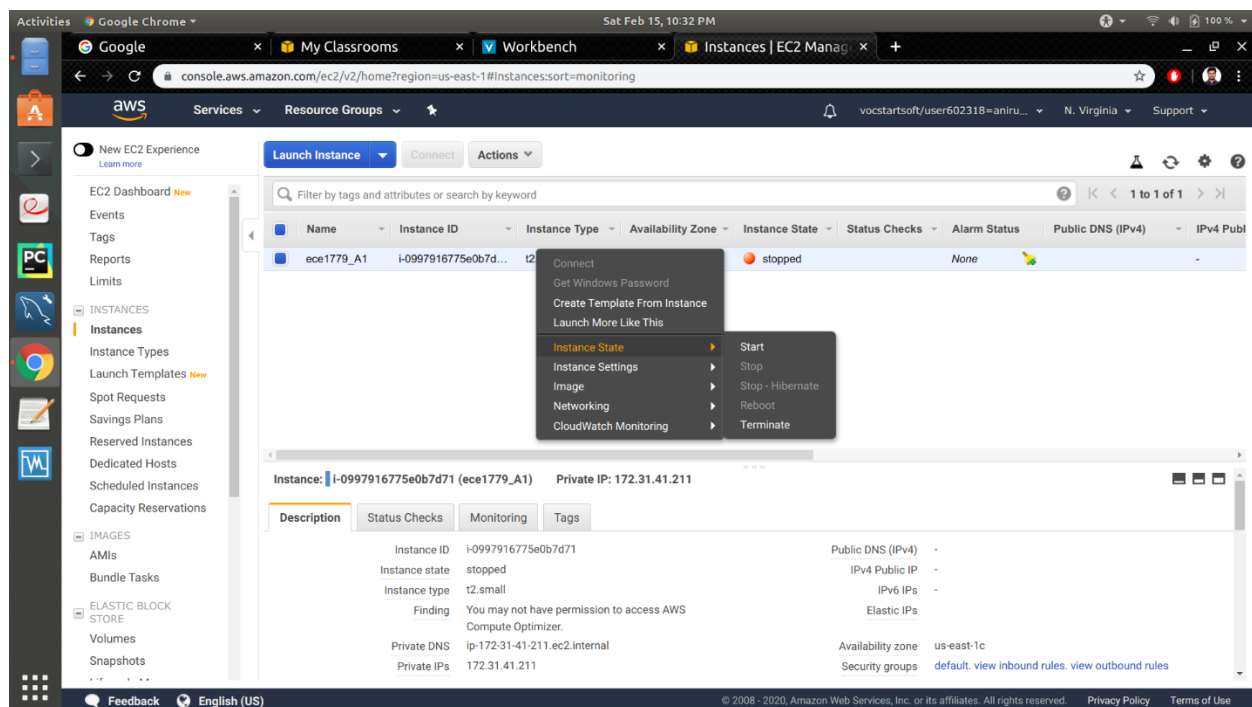 Activities Google Chrome ▾ Sat Feb 15, 10:32 PM 100 %
Google × My Classrooms × Workbench × Instances | EC2 Manag × +
console.aws.amazon.com/ec2/v2/home?region=us-east-1#Instances:sort=monitoring
aws Services Resource Groups vocstartsoft/user602318=aniru... N. Virginia Support
New EC2 Experience
Learn more
Launch Instance Connect Actions
EC2 Dashboard New
Events
Tags
Reports
Limits
INSTANCES
Instances
Instance Types
Launch Templates New
Spot Requests
Savings Plans
Reserved Instances
Dedicated Hosts
Scheduled Instances
Capacity Reservations
IMAGES
AMIs
Bundle Tasks
ELASTIC BLOCK
STORE
Volumes
Snapshots
Filter by tags and attributes or search by keyword 1 to 1 of 1
Name Instance ID Instance Type Availability Zone Instance State Status Checks Alarm Status Public DNS (IPv4) IPv4 Publ
ece1779_A1 i-0997916775e0b7d... t2 stopped None -
Connect
Get Windows Password
Create Template From Instance
Launch More Like This
Instance State
Instance Settings
Image
Networking
CloudWatch Monitoring
Start
Stop
Stop - Hibernate
Reboot
Terminate
Instance: i-0997916775e0b7d71 (ece1779_A1) Private IP: 172.31.41.211
Description Status Checks Monitoring Tags
Instance ID i-0997916775e0b7d71 Public DNS (IPv4) -
Instance state stopped IPv4 Public IP -
Instance type t2.small IPv6 IPs -
Finding You may not have permission to access AWS Elastic IPs
Compute Optimizer.
Private DNS ip-172-31-41-211.ec2.internal Availability zone us-east-1c
Private IPs 172.31.41.211 Security groups default. view inbound rules. view outbound rules
Feedback English (US) © 2008 - 2020, Amazon Web Services, Inc. or its affiliates. All rights reserved. Privacy Policy Terms of Use
PC